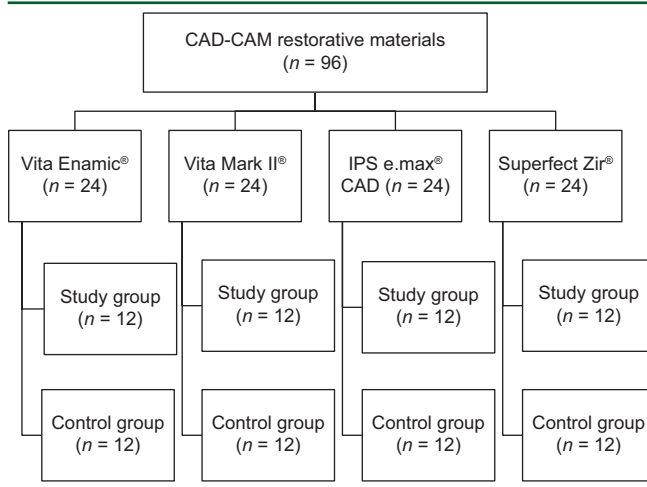 CAD-CAM restorative materials
(n = 96)
Vita Enamic®
(n = 24)
Vita Mark II®
(n = 24)
IPS e.max®
CAD (n = 24)
Superfect Zir®
(n = 24)
Study group
(n = 12)
Study group
(n = 12)
Study group
(n = 12)
Study group
(n = 12)
Control group
(n = 12)
Control group
(n = 12)
Control group
(n = 12)
Control group
(n = 12)